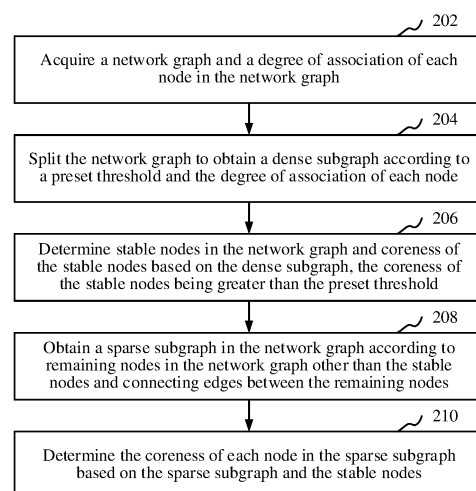 202
Acquire a network graph and a degree of association of each
node in the network graph
204
Split the network graph to obtain a dense subgraph according to
a preset threshold and the degree of association of each node
206
Determine stable nodes in the network graph and coreness of
the stable nodes based on the dense subgraph, the coreness of
the stable nodes being greater than the preset threshold
208
Obtain a sparse subgraph in the network graph according to
remaining nodes in the network graph other than the stable
nodes and connecting edges between the remaining nodes
210
Determine the coreness of each node in the sparse subgraph
based on the sparse subgraph and the stable nodes